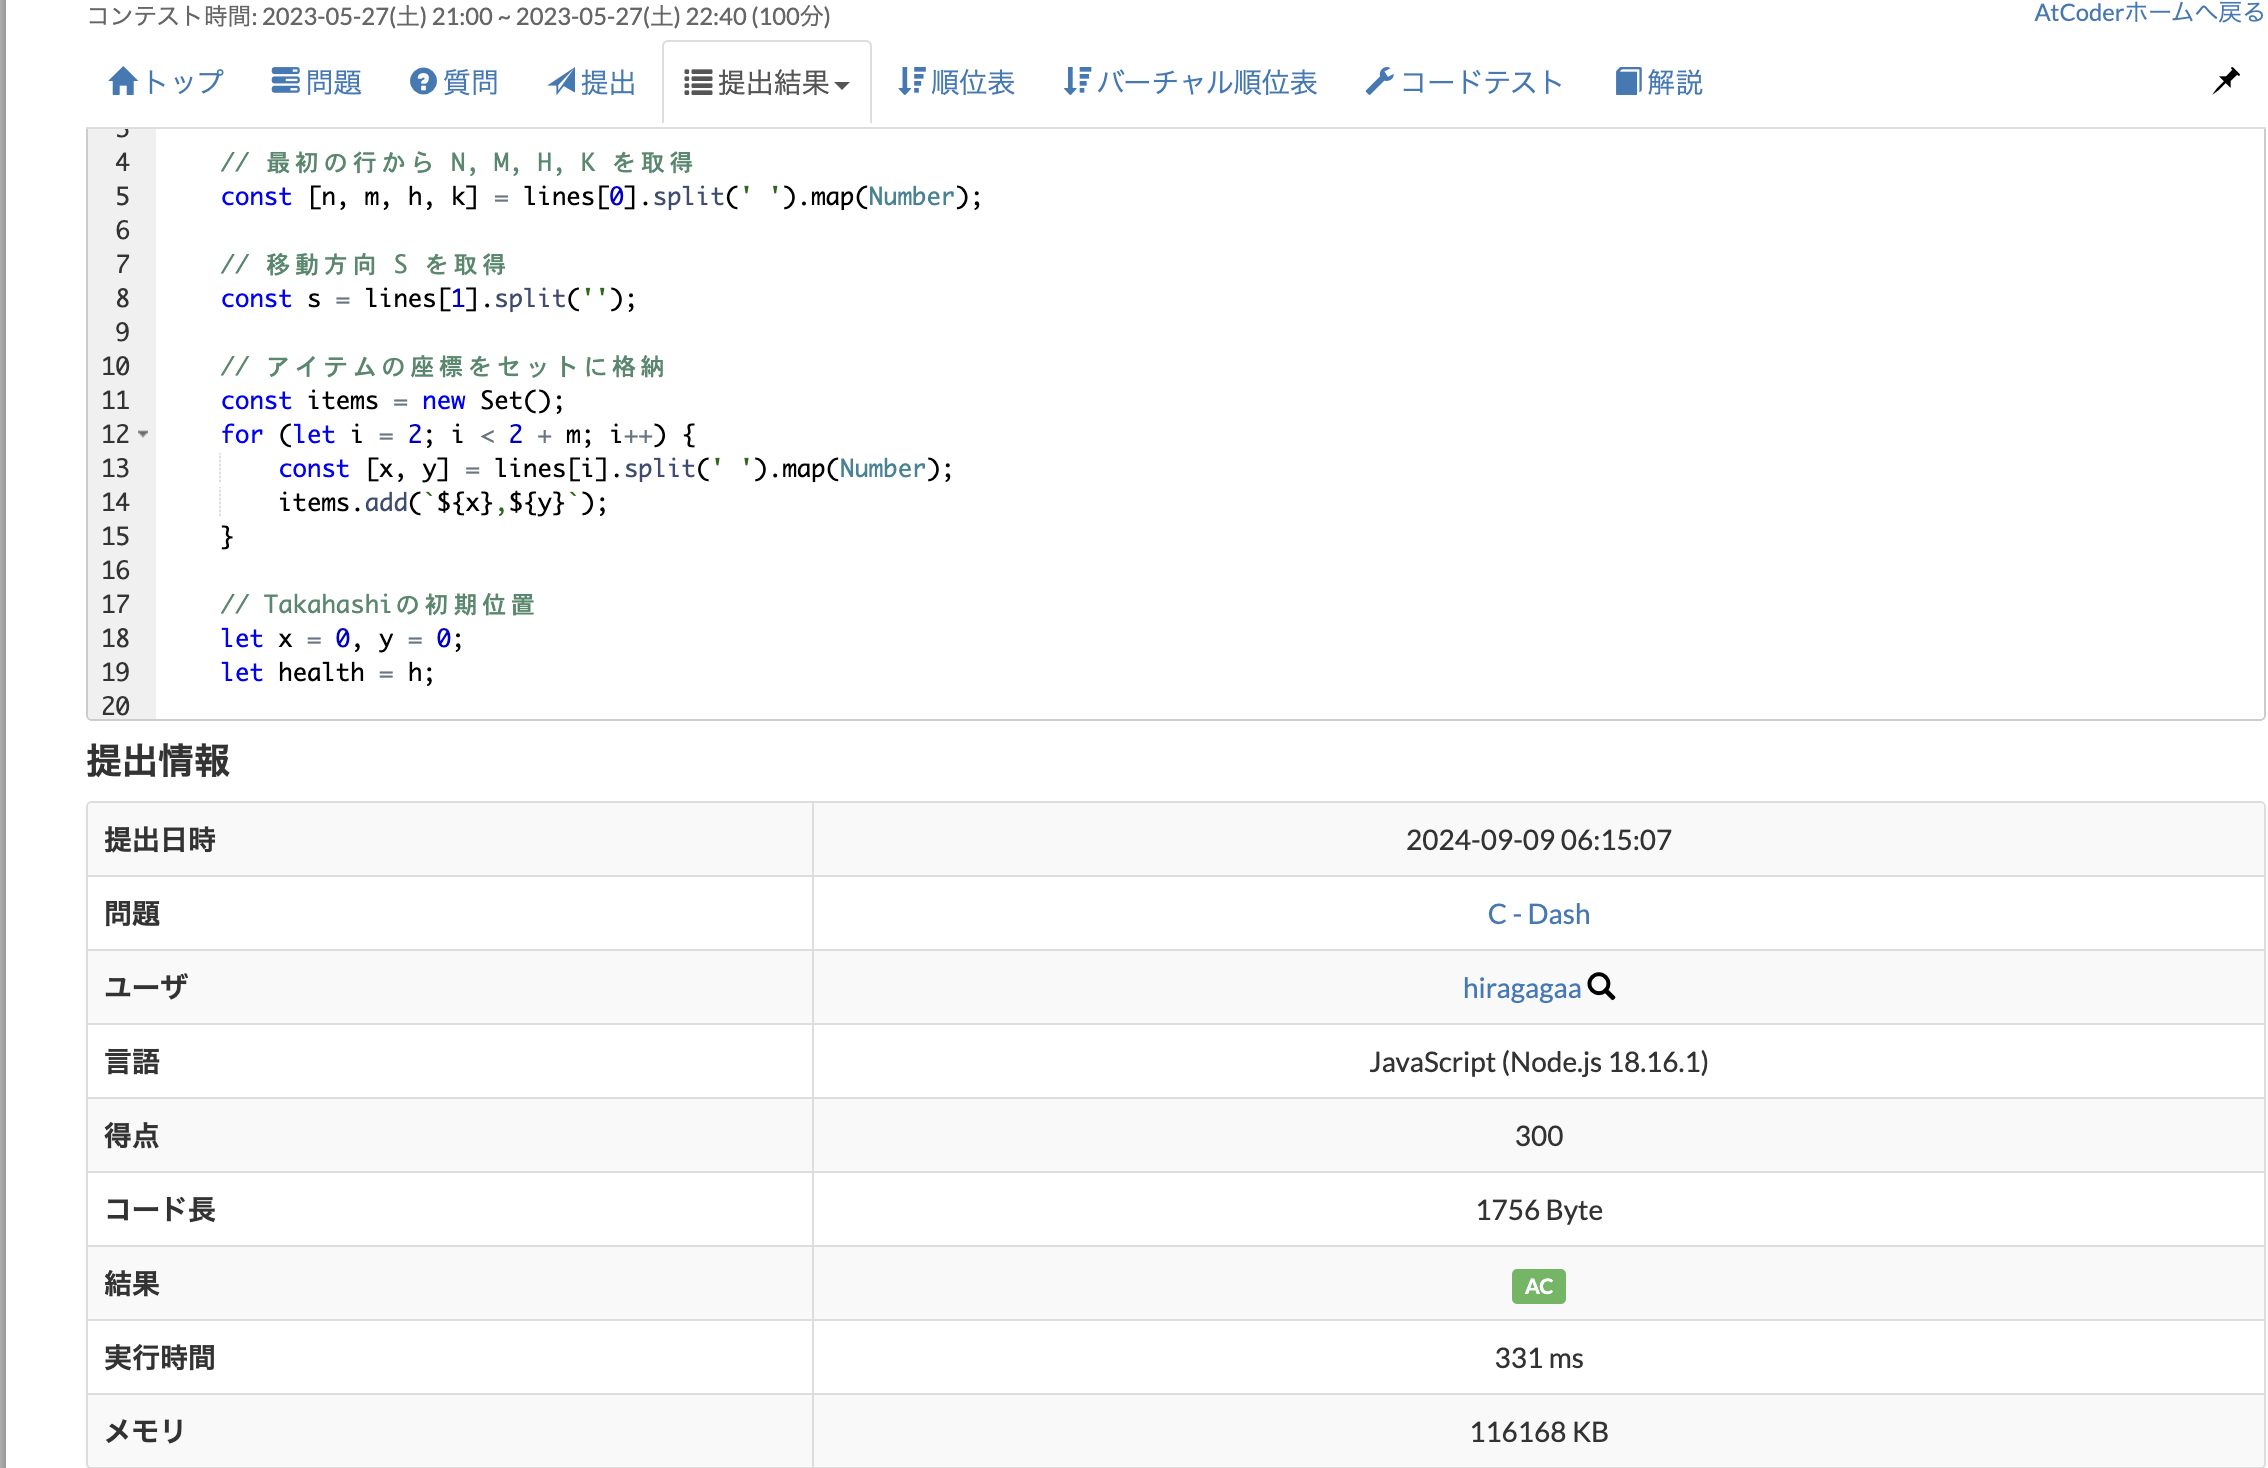 コンテスト時間: 2023-05-27(土) 21:00 ~ 2023-05-27(土) 22:40 (100分)
AtCoderホームへ戻る
トップ 問題 質問 提出 提出結果 順位表 バーチャル順位表 コードテスト 解説
3
4 // 最初の行から N, M, H, K を取得
5 const [n, m, h, k] = lines[0].split(' ').map(Number);
6
7 // 移動方向 S を取得
8 const s = lines[1].split('');
9
10 // アイテムの座標をセットに格納
11 const items = new Set();
12 for (let i = 2; i < 2 + m; i++) {
13 const [x, y] = lines[i].split(' ').map(Number);
14 items.add(`${x},${y}`);
15 }
16
17 // Takahashiの初期位置
18 let x = 0, y = 0;
19 let health = h;
20
提出情報
提出日時 2024-09-09 06:15:07
問題 C - Dash
ユーザ hiragagaa
言語 JavaScript (Node.js 18.16.1)
得点 300
コード長 1756 Byte
結果 AC
実行時間 331 ms
メモリ 116168 KB